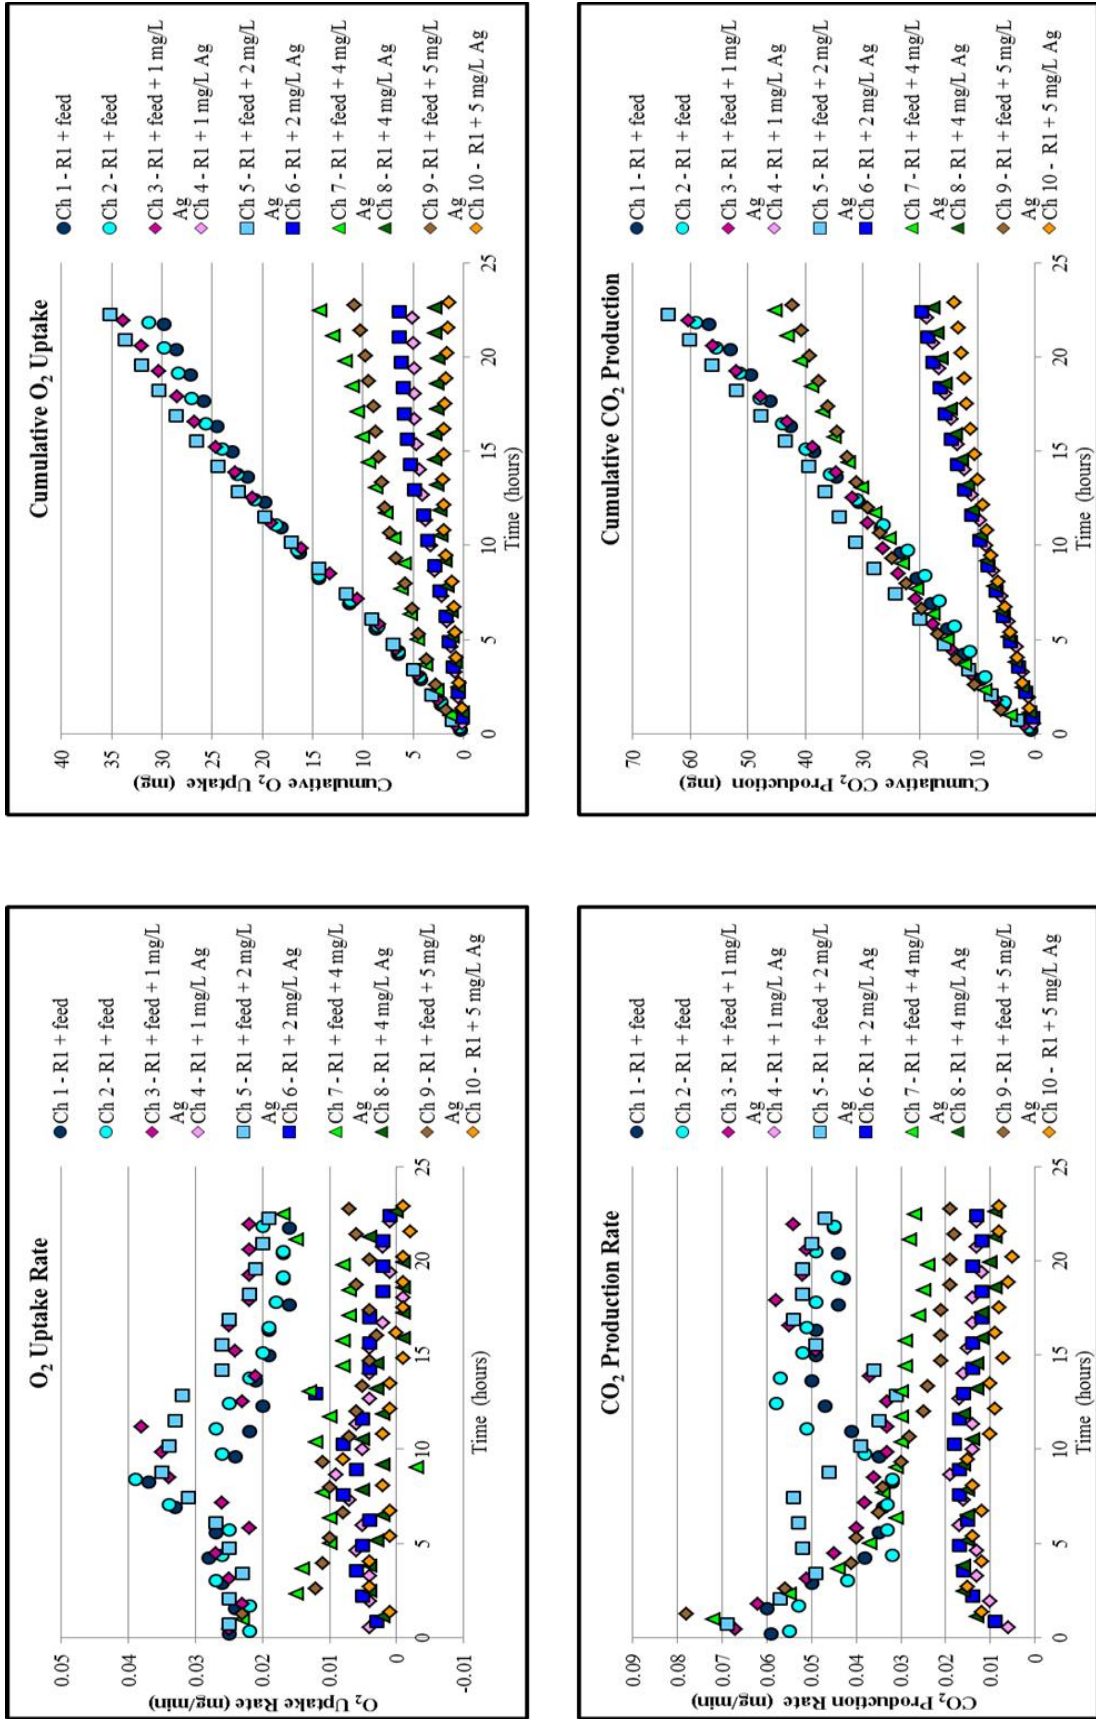 O₂ Uptake Rate
0.05
0.04
0.03
0.02
0.01
0
-0.01
O₂ Uptake Rate (mg/min)
0
5
10
15
20
25
Time (hours)
Ch 1 - R1 + feed
Ch 2 - R1 + feed
Ch 3 - R1 + feed + 1 mg/L
Ag
Ch 4 - R1 + 1 mg/L Ag
Ch 5 - R1 + feed + 2 mg/L
Ag
Ch 6 - R1 + 2 mg/L Ag
Ch 7 - R1 + feed + 4 mg/L
Ag
Ch 8 - R1 + 4 mg/L Ag
Ch 9 - R1 + feed + 5 mg/L
Ag
Ch 10 - R1 + 5 mg/L Ag
Cumulative O₂ Uptake
40
35
30
25
20
15
10
5
0
Cumulative O₂ Uptake (mg)
0
5
10
15
20
25
Time (hours)
Ch 1 - R1 + feed
Ch 2 - R1 + feed
Ch 3 - R1 + feed + 1 mg/L
Ag
Ch 4 - R1 + 1 mg/L Ag
Ch 5 - R1 + feed + 2 mg/L
Ag
Ch 6 - R1 + 2 mg/L Ag
Ch 7 - R1 + feed + 4 mg/L
Ag
Ch 8 - R1 + 4 mg/L Ag
Ch 9 - R1 + feed + 5 mg/L
Ag
Ch 10 - R1 + 5 mg/L Ag
CO₂ Production Rate
0.09
0.08
0.07
0.06
0.05
0.04
0.03
0.02
0.01
0
CO₂ Production Rate (mg/min)
0
5
10
15
20
25
Time (hours)
Ch 1 - R1 + feed
Ch 2 - R1 + feed
Ch 3 - R1 + feed + 1 mg/L
Ag
Ch 4 - R1 + 1 mg/L Ag
Ch 5 - R1 + feed + 2 mg/L
Ag
Ch 6 - R1 + 2 mg/L Ag
Ch 7 - R1 + feed + 4 mg/L
Ag
Ch 8 - R1 + 4 mg/L Ag
Ch 9 - R1 + feed + 5 mg/L
Ag
Ch 10 - R1 + 5 mg/L Ag
Cumulative CO₂ Production
70
60
50
40
30
20
10
0
Cumulative CO₂ Production (mg)
0
5
10
15
20
25
Time (hours)
Ch 1 - R1 + feed
Ch 2 - R1 + feed
Ch 3 - R1 + feed + 1 mg/L
Ag
Ch 4 - R1 + 1 mg/L Ag
Ch 5 - R1 + feed + 2 mg/L
Ag
Ch 6 - R1 + 2 mg/L Ag
Ch 7 - R1 + feed + 4 mg/L
Ag
Ch 8 - R1 + 4 mg/L Ag
Ch 9 - R1 + feed + 5 mg/L
Ag
Ch 10 - R1 + 5 mg/L Ag